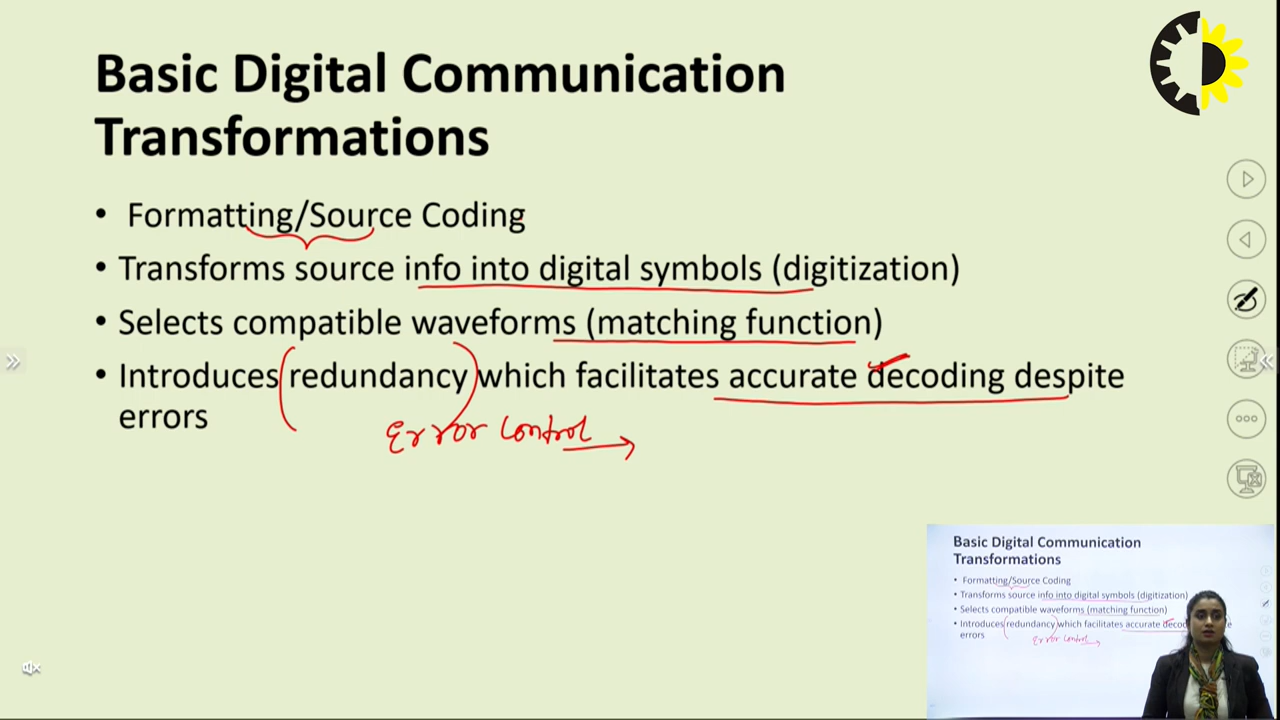 Basic Digital Communication
Transformations
• Formatting/Source Coding
• Transforms source info into digital symbols (digitization)
• Selects compatible waveforms (matching function)
• Introduces redundancy which facilitates accurate decoding despite
errors
Error Control
Basic Digital Communication
Transformations
• Formatting/Source Coding
• Transforms source info into digital symbols (digitization)
• Selects compatible waveforms (matching function)
• Introduces redundancy which facilitates accurate
errors
Error Control